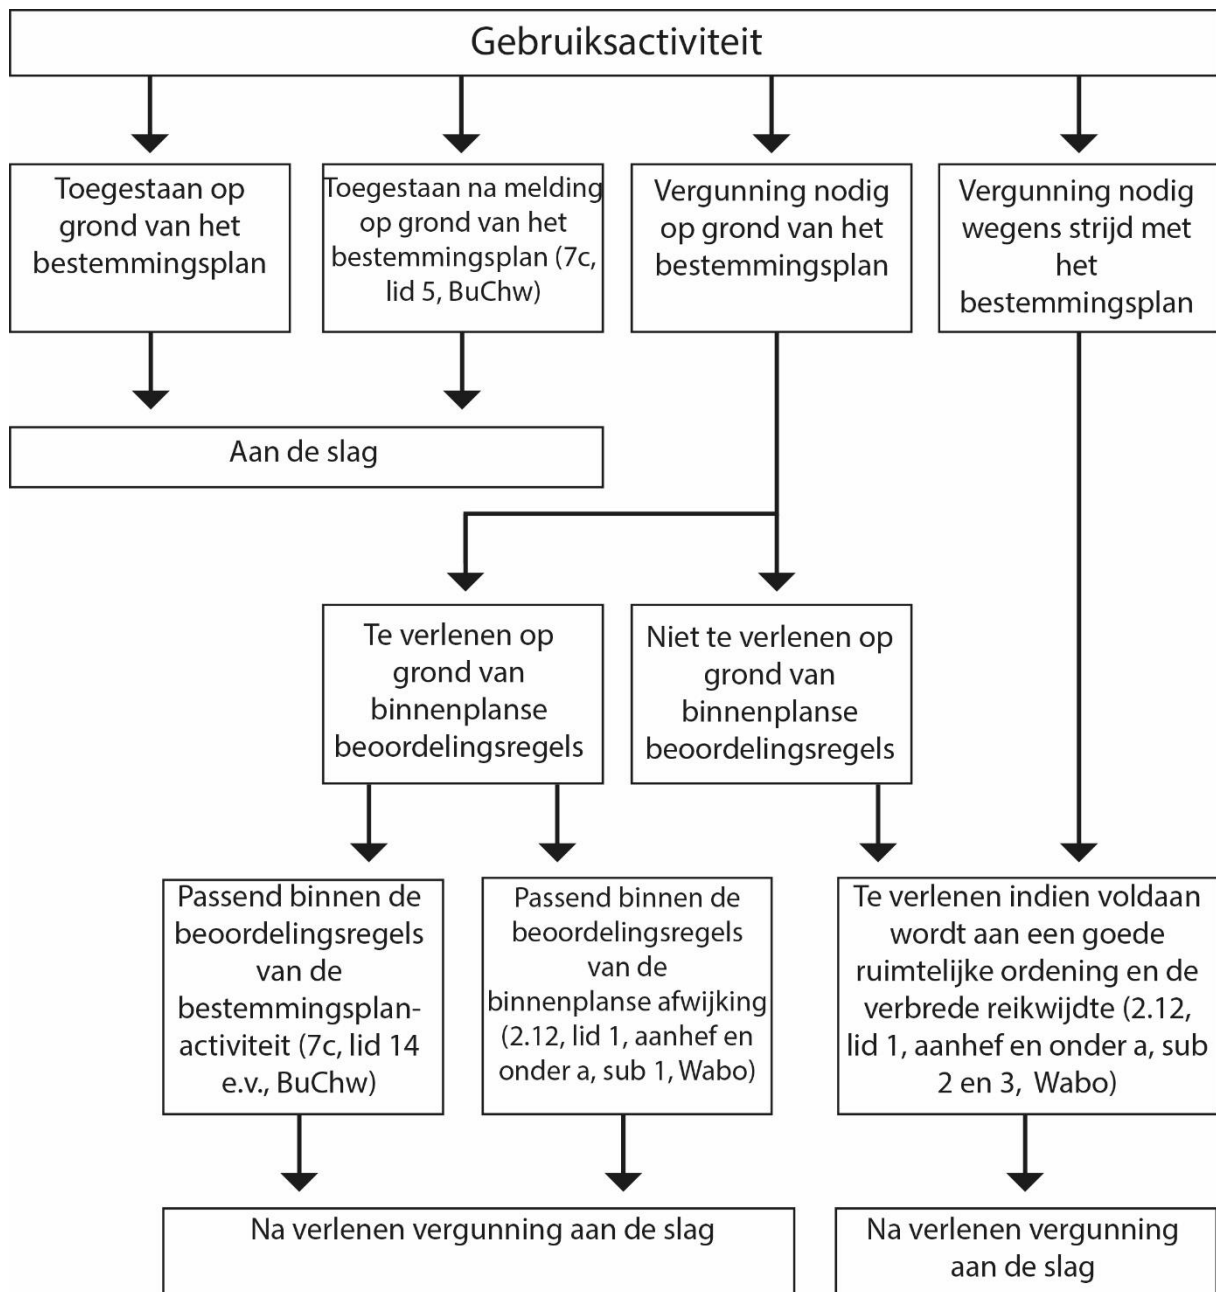 Gebruiksactiviteit
Toegestaan op
grond van het
bestemmingsplan
Toegestaan na melding
op grond van het
bestemmingsplan (7c,
lid 5, BuChw)
Vergunning nodig
op grond van het
bestemmingsplan
Vergunning nodig
wegens strijd met
het
bestemmingsplan
Aan de slag
Te verlenen op
grond van
binnenplanse
beoordelingsregels
Niet te verlenen op
grond van
binnenplanse
beoordelingsregels
Passend binnen de
beoordelingsregels
van de
bestemmingsplan-
activiteit (7c, lid 14
e.v., BuChw)
Passend binnen de
beoordelingsregels
van de
binnenplanse afwijking
(2.12, lid 1, aanhef en
onder a, sub 1, Wabo)
Te verlenen indien voldaan
wordt aan een goede
ruimtelijke ordening en de
verbrede reikwijdte (2.12,
lid 1, aanhef en onder a, sub
2 en 3, Wabo)
Na verlenen vergunning aan de slag
Na verlenen vergunning
aan de slag